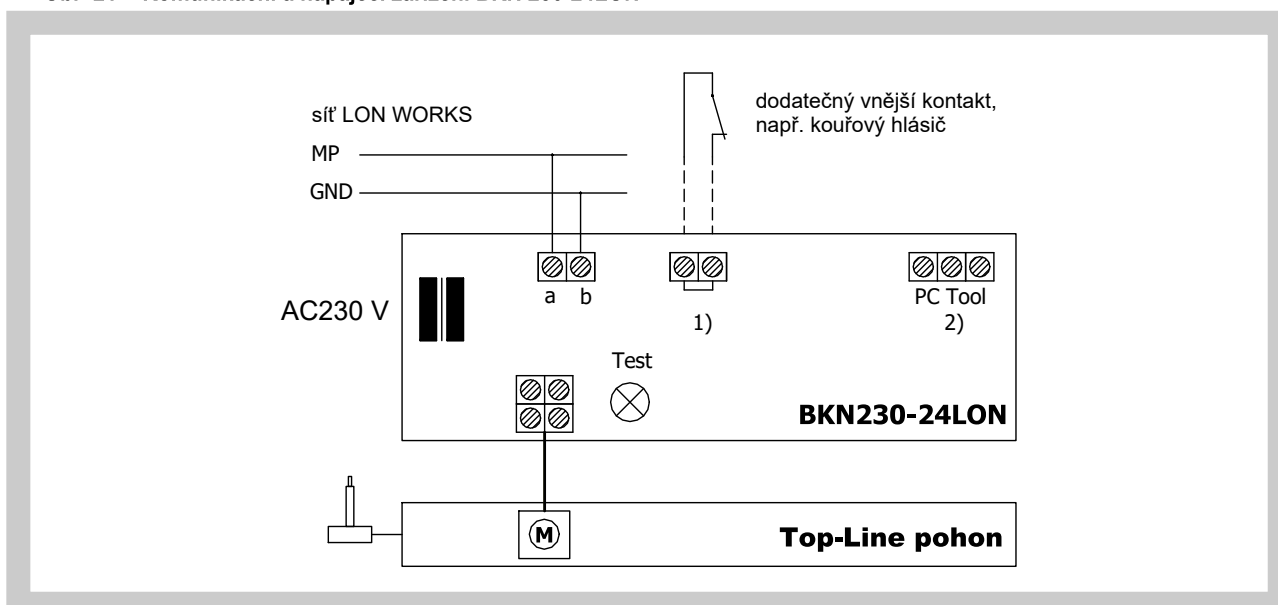 síť LON WORKS
MP
GND
dodatečný vnější kontakt,
např. kouřový hlásič
AC230 V
a b
1)
PC Tool
2)
Test
BKN230-24LON
M
Top-Line pohon